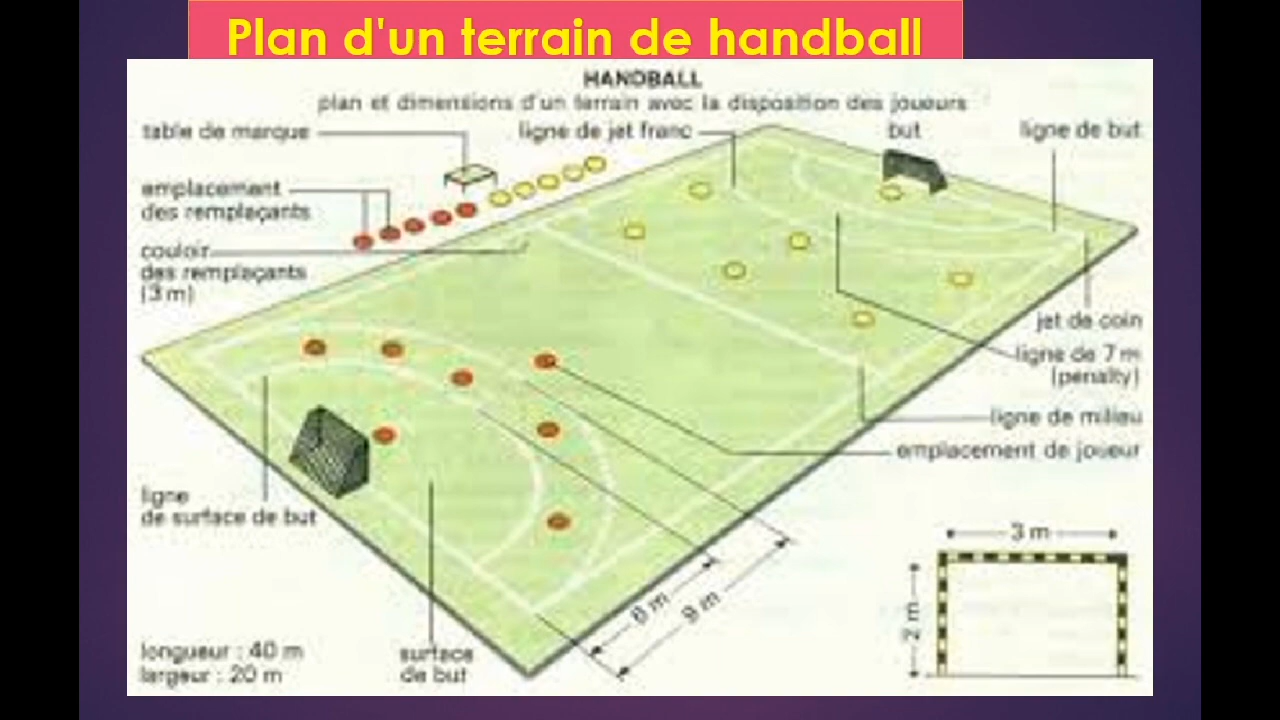 Plan d'un terrain de handball
HANDBALL
plan et dimensions d'un terrain avec la disposition des joueurs
table de marque
ligne de jet franc
but
ligne de but
emplacement
des remplaçants
couloir
des remplaçants
(3 m)
jet de coin
ligne de 7 m
(penalty)
ligne de milieu
emplacement de joueur
ligne
de surface de but
3 m
2 m
6 m
9 m
longueur : 40 m
largeur : 20 m
surface
de but